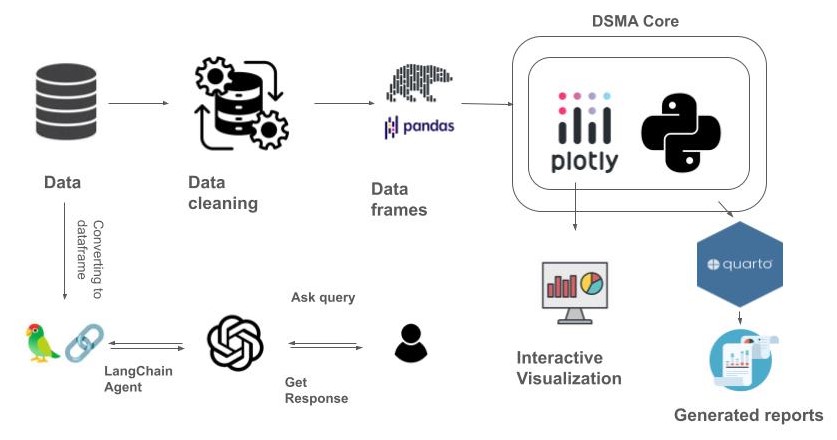 DSMA Core
pandas
plotly
Data
Data
cleaning
Data
frames
Converting to
dataframe
quarto
Ask query
LangChain
Agent
Get
Response
Interactive
Visualization
Generated reports